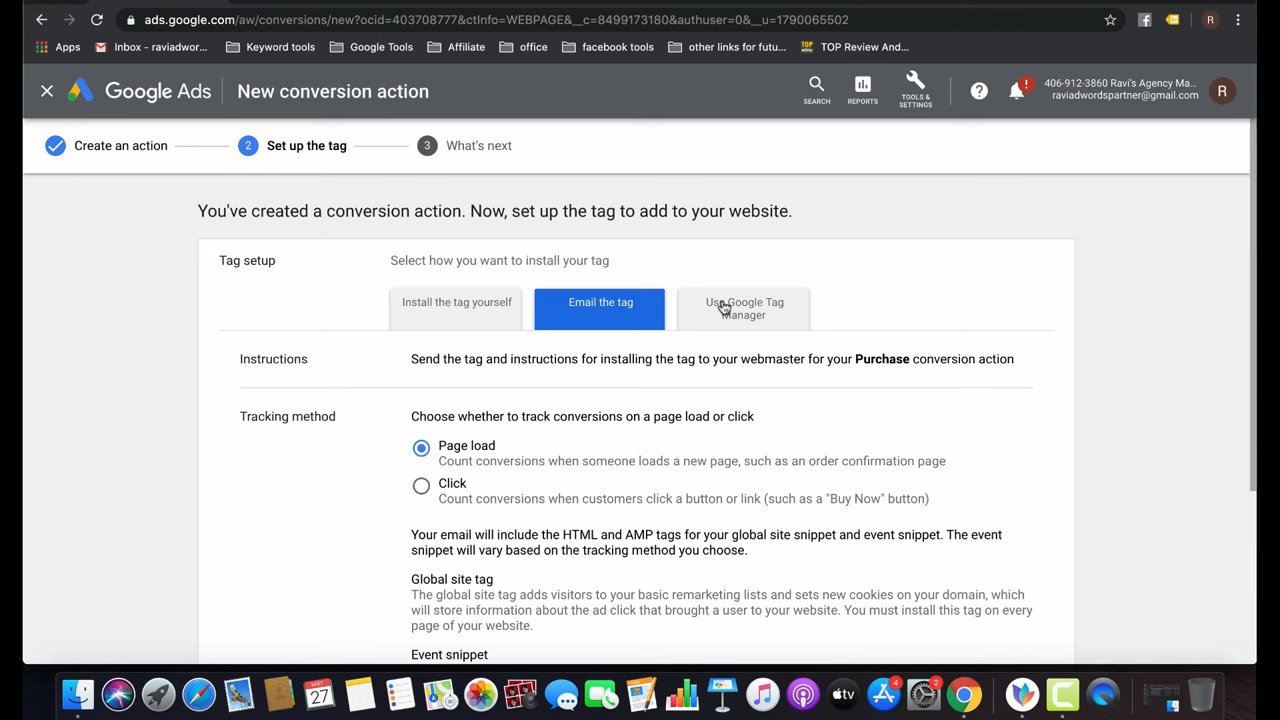 ads.google.com/aw/conversions/new?ocid=403708777&ctInfo=WEBPAGE&__c=8499173180&authuser=0&__u=1790065502
R
Apps
Inbox - raviadwor...
Keyword tools
Google Tools
Affiliate
office
facebook tools
other links for futu...
TOP Review And...
Google Ads
New conversion action
SEARCH
REPORTS
TOOLS &
SETTINGS
406-912-3860 Ravi's Agency Ma...
raviadwordspartner@gmail.com
R
Create an action
2 Set up the tag
3 What's next
You've created a conversion action. Now, set up the tag to add to your website.
Tag setup
Select how you want to install your tag
Install the tag yourself
Email the tag
Use Google Tag
Manager
Instructions
Send the tag and instructions for installing the tag to your webmaster for your Purchase conversion action
Tracking method
Choose whether to track conversions on a page load or click
Page load
Count conversions when someone loads a new page, such as an order confirmation page
Click
Count conversions when customers click a button or link (such as a "Buy Now" button)
Your email will include the HTML and AMP tags for your global site snippet and event snippet. The event
snippet will vary based on the tracking method you choose.
Global site tag
The global site tag adds visitors to your basic remarketing lists and sets new cookies on your domain, which
will store information about the ad click that brought a user to your website. You must install this tag on every
page of your website.
Event snippet
MAY
27
tv
4
2